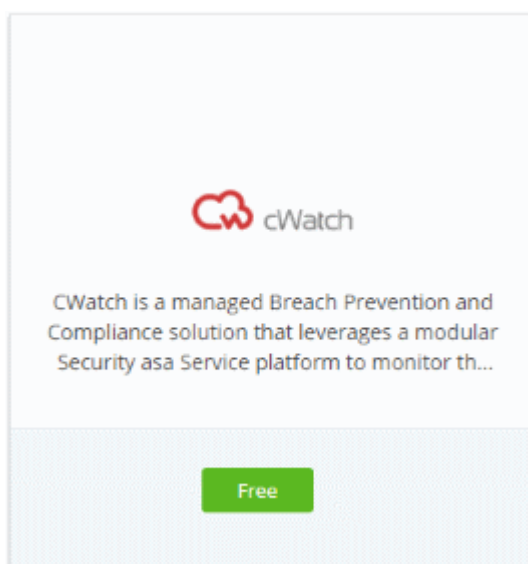 cWatch
CWatch is a managed Breach Prevention and
Compliance solution that leverages a modular
Security asa Service platform to monitor th...
Free